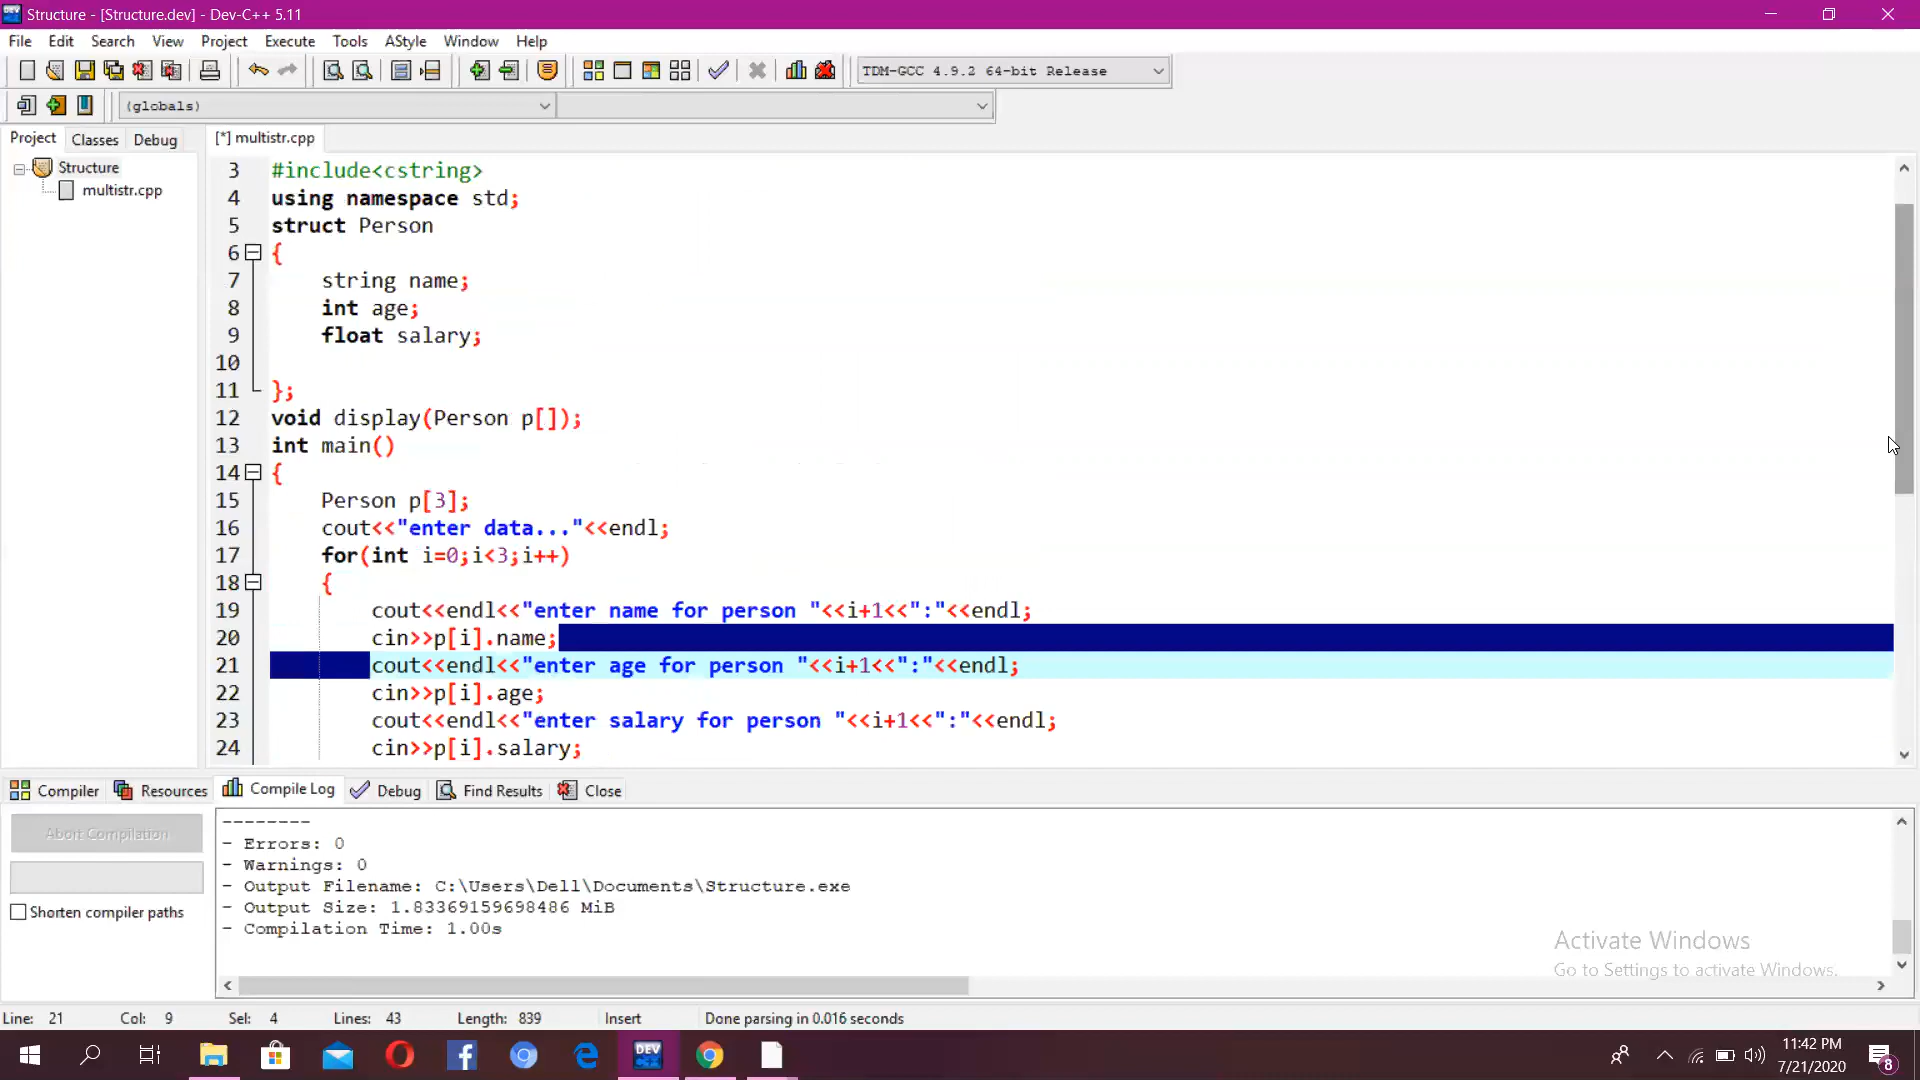 Structure - [Structure.dev] - Dev-C++ 5.11
File Edit Search View Project Execute Tools AStyle Window Help
TDM-GCC 4.9.2 64-bit Release
(globals)
Project Classes Debug [*] multistr.cpp
Structure
multistr.cpp
3 #include<cstring>
4 using namespace std;
5 struct Person
6 {
7 string name;
8 int age;
9 float salary;
10
11 };
12 void display(Person p[]);
13 int main()
14 {
15 Person p[3];
16 cout<<"enter data..."<<endl;
17 for(int i=0;i<3;i++)
18 {
19 cout<<endl<<"enter name for person "<<i+1<<":"<<endl;
20 cin>>p[i].name;
21 cout<<endl<<"enter age for person "<<i+1<<":"<<endl;
22 cin>>p[i].age;
23 cout<<endl<<"enter salary for person "<<i+1<<":"<<endl;
24 cin>>p[i].salary;
Compiler Resources Compile Log Debug Find Results Close
Abort Compilation
Shorten compiler paths
--------
- Errors: 0
- Warnings: 0
- Output Filename: C:\Users\Dell\Documents\Structure.exe
- Output Size: 1.83369159698486 MiB
- Compilation Time: 1.00s
Activate Windows
Go to Settings to activate Windows.
Line: 21 Col: 9 Sel: 4 Lines: 43 Length: 839 Insert Done parsing in 0.016 seconds
DEV
11:42 PM
7/21/2020
8